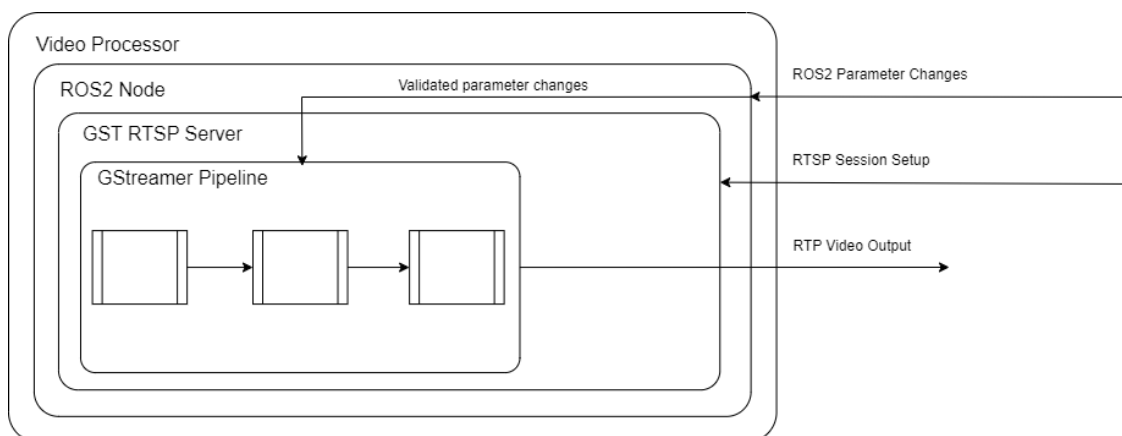 Video Processor
ROS2 Node
Validated parameter changes
ROS2 Parameter Changes
GST RTSP Server
RTSP Session Setup
GStreamer Pipeline
RTP Video Output